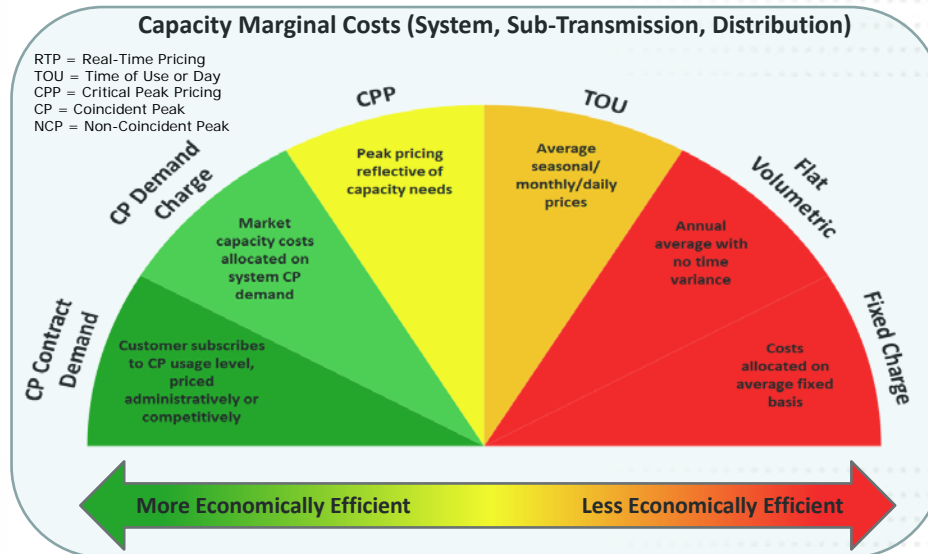 Capacity Marginal Costs (System, Sub-Transmission, Distribution)
RTP = Real-Time Pricing
TOU = Time of Use or Day
CPP = Critical Peak Pricing
CP = Coincident Peak
NCP = Non-Coincident Peak
CP Contract
Demand
Customer subscribes
to CP usage level,
priced
administratively or
competitively
CP Demand
Charge
Market
capacity costs
allocated on
system CP
demand
CPP
Peak pricing
reflective of
capacity needs
TOU
Average
seasonal/
monthly/daily
prices
Flat
Volumetric
Annual
average with
no time
variance
Fixed Charge
Costs
allocated on
average fixed
basis
More Economically Efficient
Less Economically Efficient